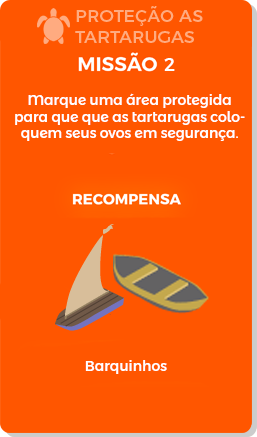 PROTEÇÃO AS
TARTARUGAS
MISSÃO 2
Marque uma área protegida
para que que as tartarugas colo-
quem seus ovos em segurança.
RECOMPENSA
Barquinhos